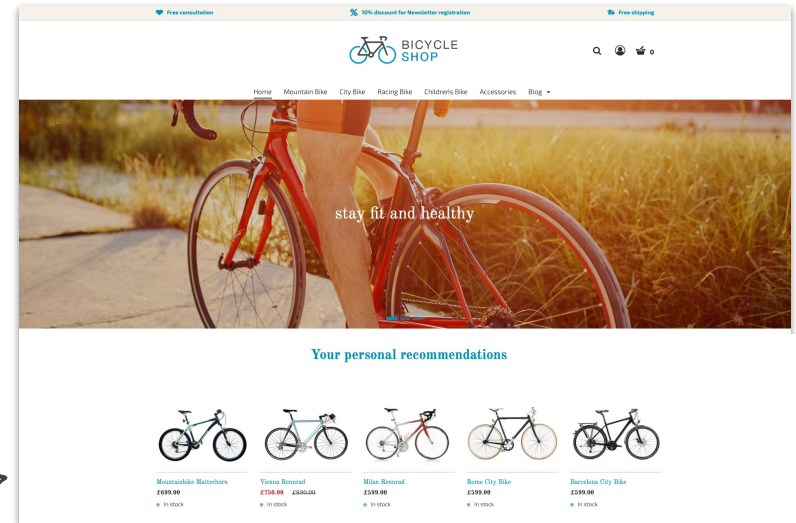 Free consultation
10% discount for Newsletter registration
Free shipping
BICYCLE
SHOP
0
Home Mountain Bike City Bike Racing Bike Children's Bike Accessories Blog
stay fit and healthy
Your personal recommendations
Mountainbike Matterhorn
£699.00
In stock
Vienna Rennrad
£750.00 £890.00
In stock
Milan Rennrad
£599.00
In stock
Rome City Bike
£599.00
In stock
Barcelona City Bike
£599.00
In stock